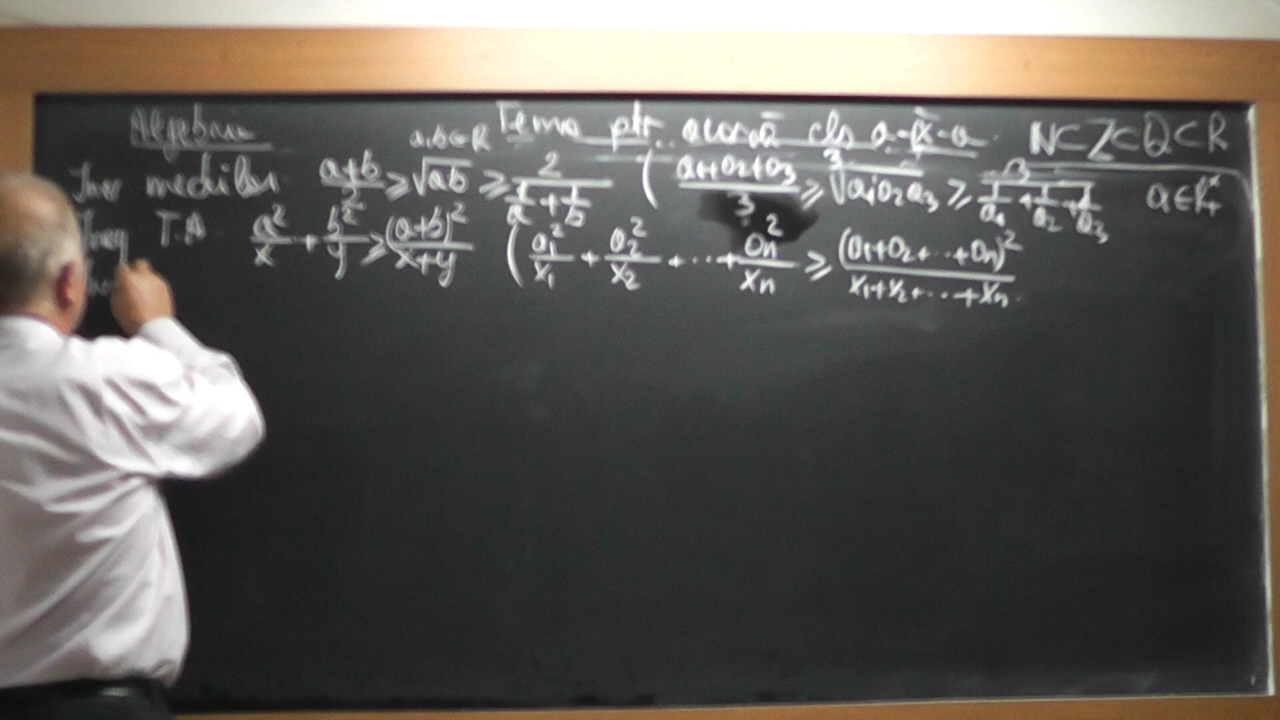 Algebra Tema ptr. acasă cls a-IX-a N⊂Z⊂Q⊂R
a,b∈R
Ineg mediilor (a+b)/2 ≥ √ab ≥ 2/(1/a + 1/b) ( (a₁+a₂+a₃)/3 ≥ ∛a₁a₂a₃ ≥ 3/(1/a₁ + 1/a₂ + 1/a₃) a∈R₊*
Ineg T.A a²/x + b²/y ≥ (a+b)²/(x+y) ( a₁²/x₁ + a₂²/x₂ + ... + aₙ²/xₙ ≥ (a₁+a₂+...+aₙ)²/(x₁+x₂+...+xₙ)